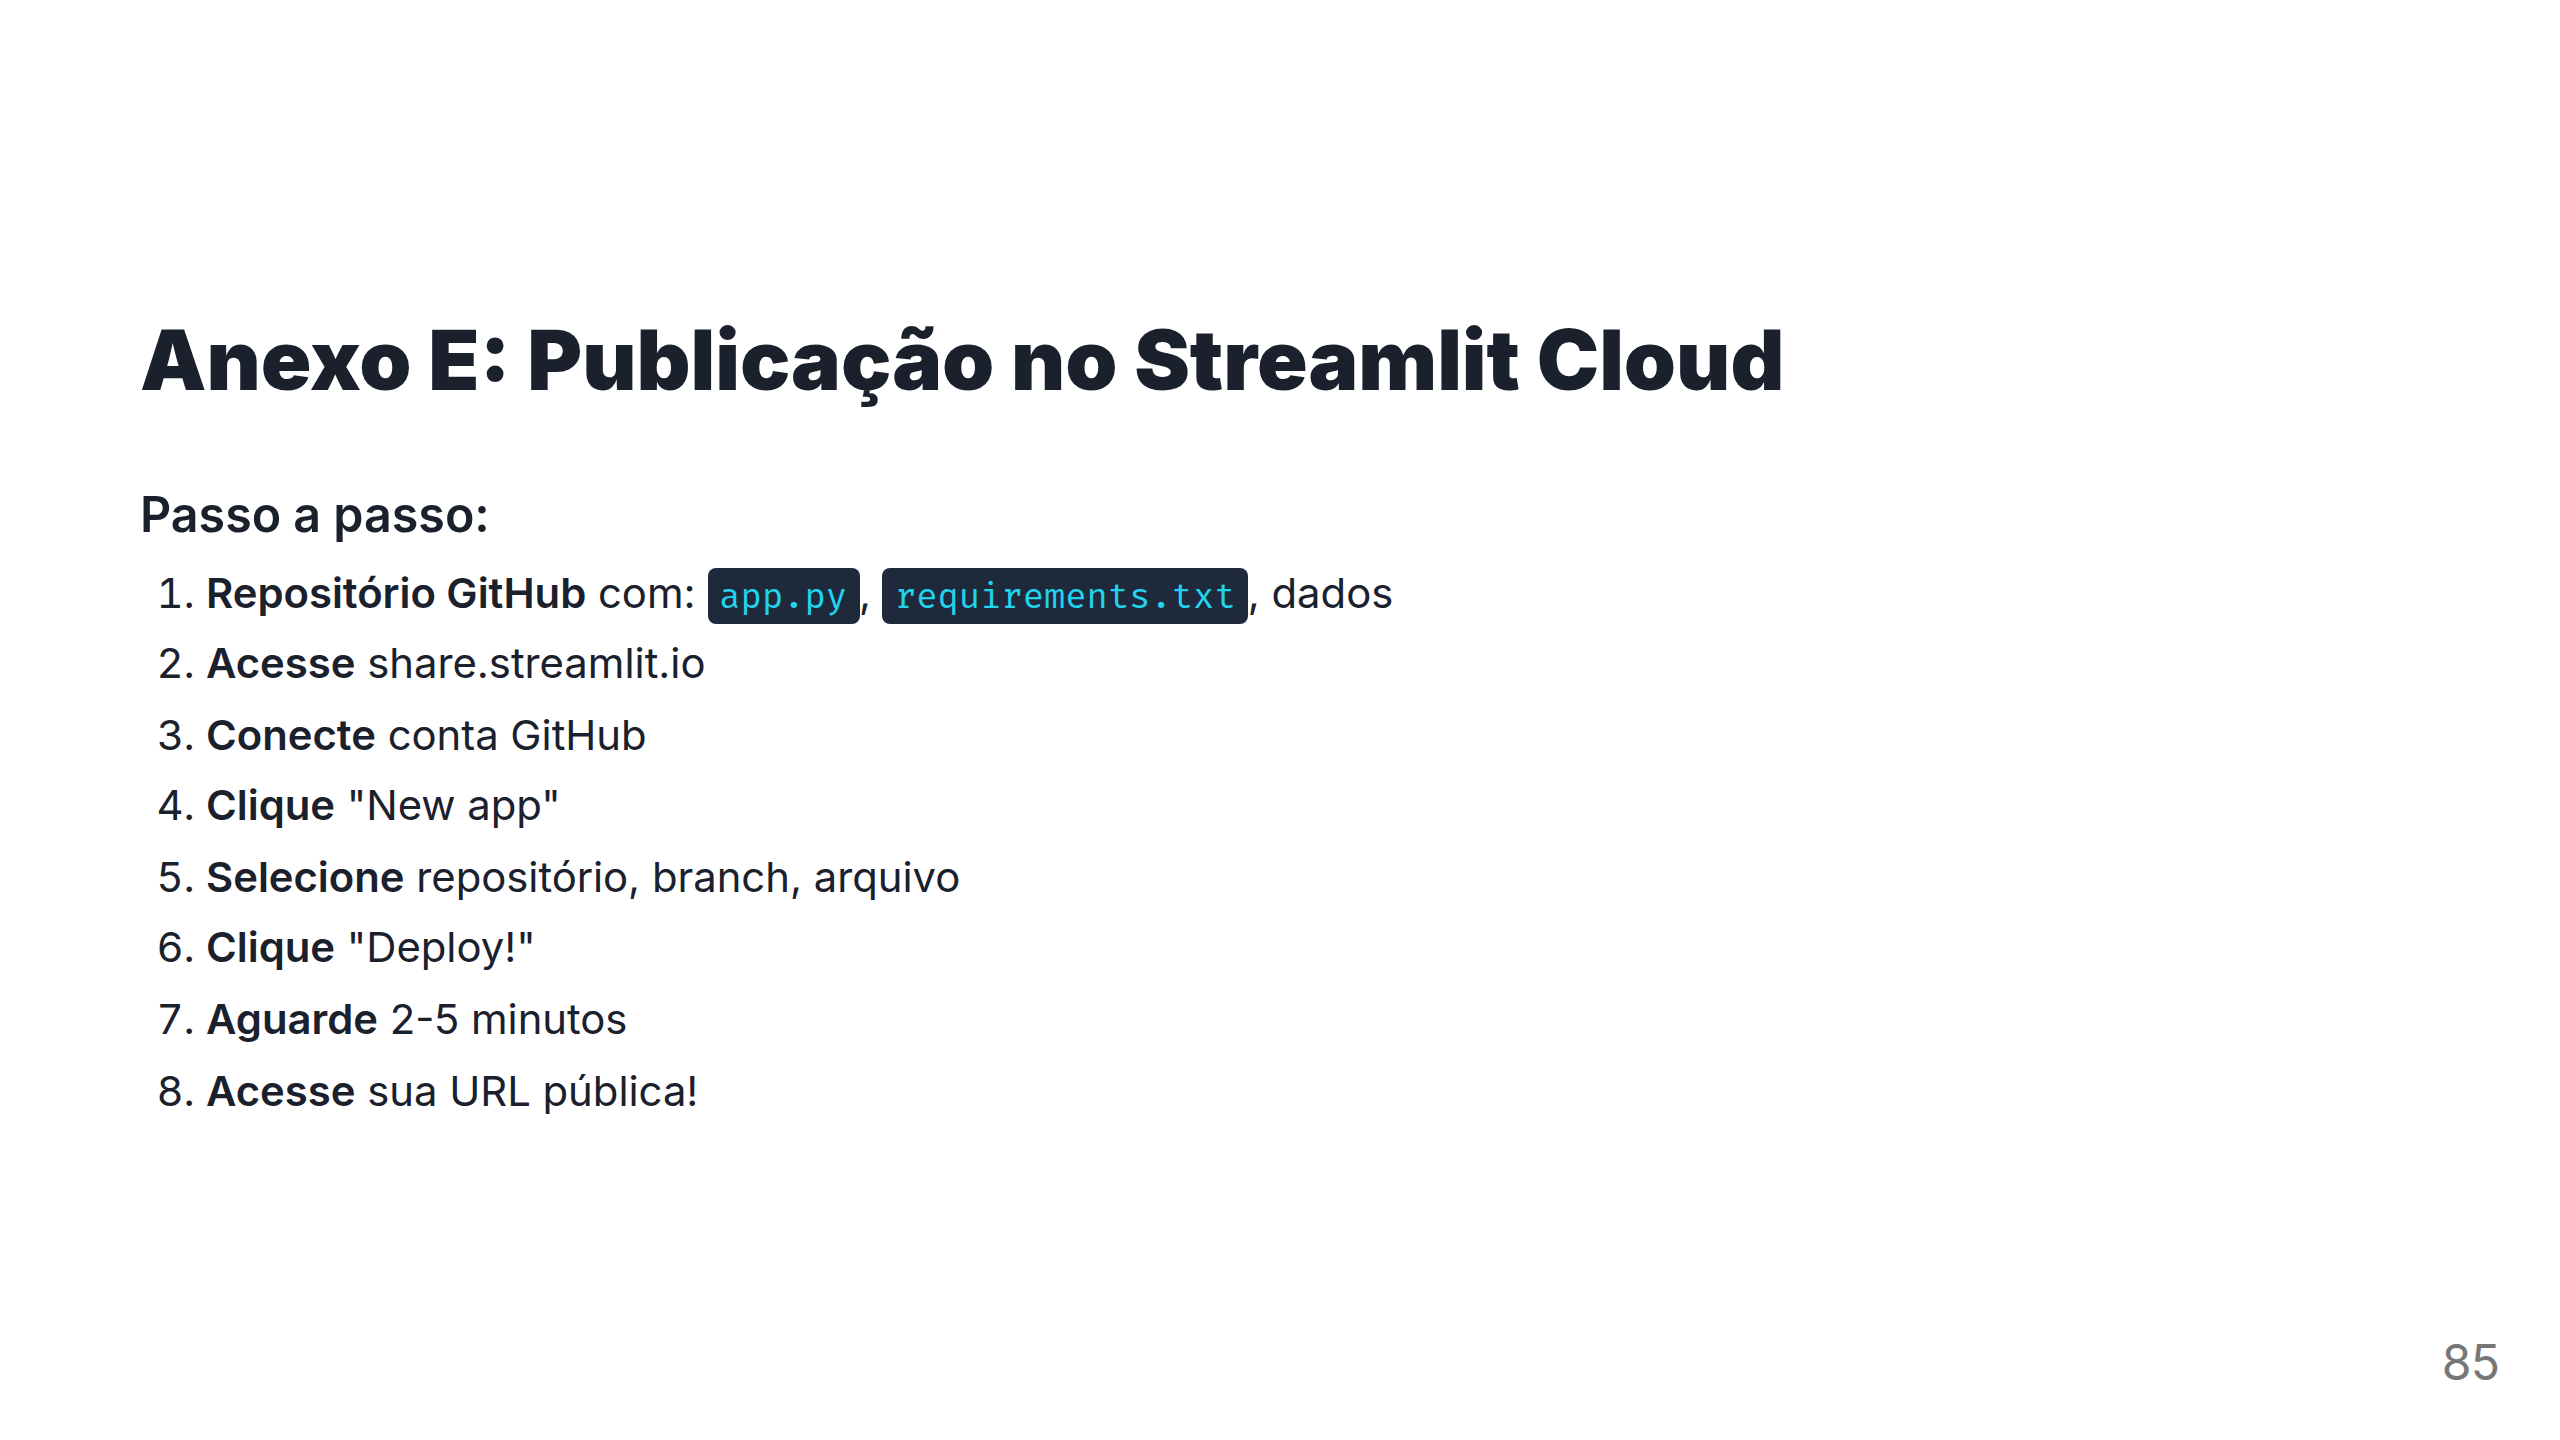 Anexo E: Publicação no Streamlit Cloud
Passo a passo:
1. Repositório GitHub com: app.py, requirements.txt, dados
2. Acesse share.streamlit.io
3. Conecte conta GitHub
4. Clique "New app"
5. Selecione repositório, branch, arquivo
6. Clique "Deploy!"
7. Aguarde 2-5 minutos
8. Acesse sua URL pública!
85